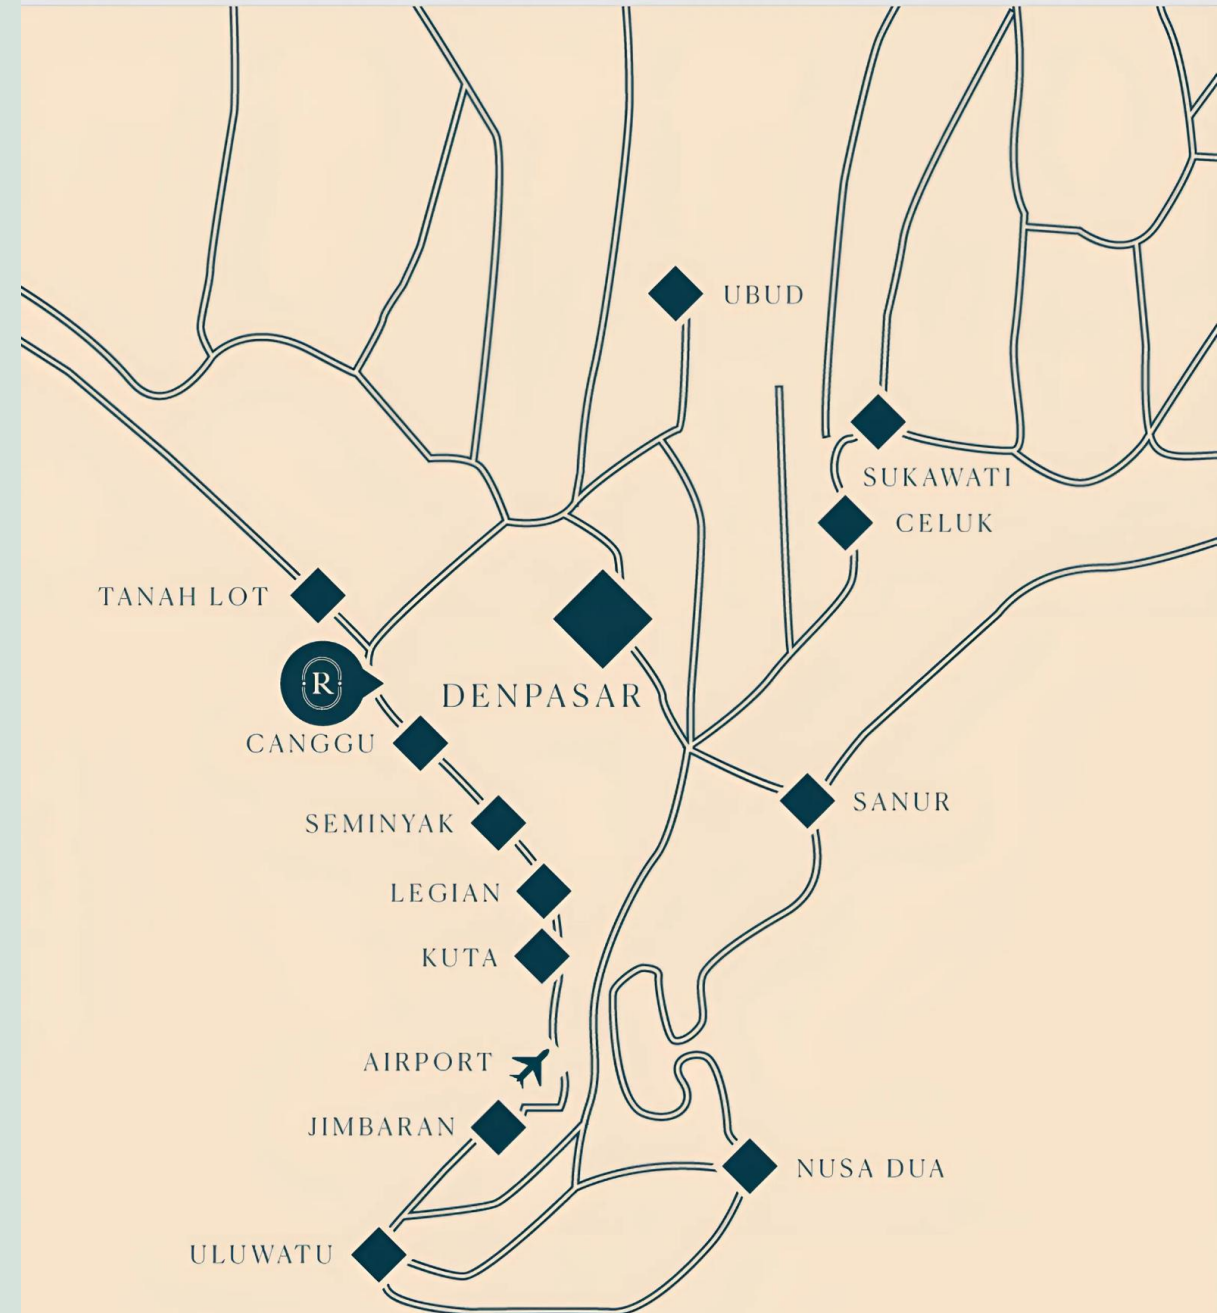 UBUD
SUKAWATI
CELUK
TANAH LOT
R
DENPASAR
CANGGU
SANUR
SEMINYAK
LEGIAN
KUTA
AIRPORT
JIMBARAN
NUSA DUA
ULUWATU